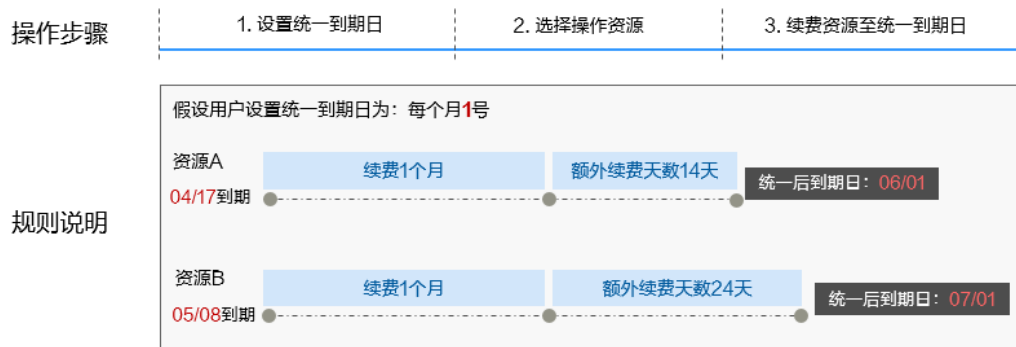 操作步骤
1. 设置统一到期日
2. 选择操作资源
3. 续费资源至统一到期日
规则说明
假设用户设置统一到期日为：每个月1号
资源A
04/17到期
续费1个月
额外续费天数14天
统一后到期日：06/01
资源B
05/08到期
续费1个月
额外续费天数24天
统一后到期日：07/01